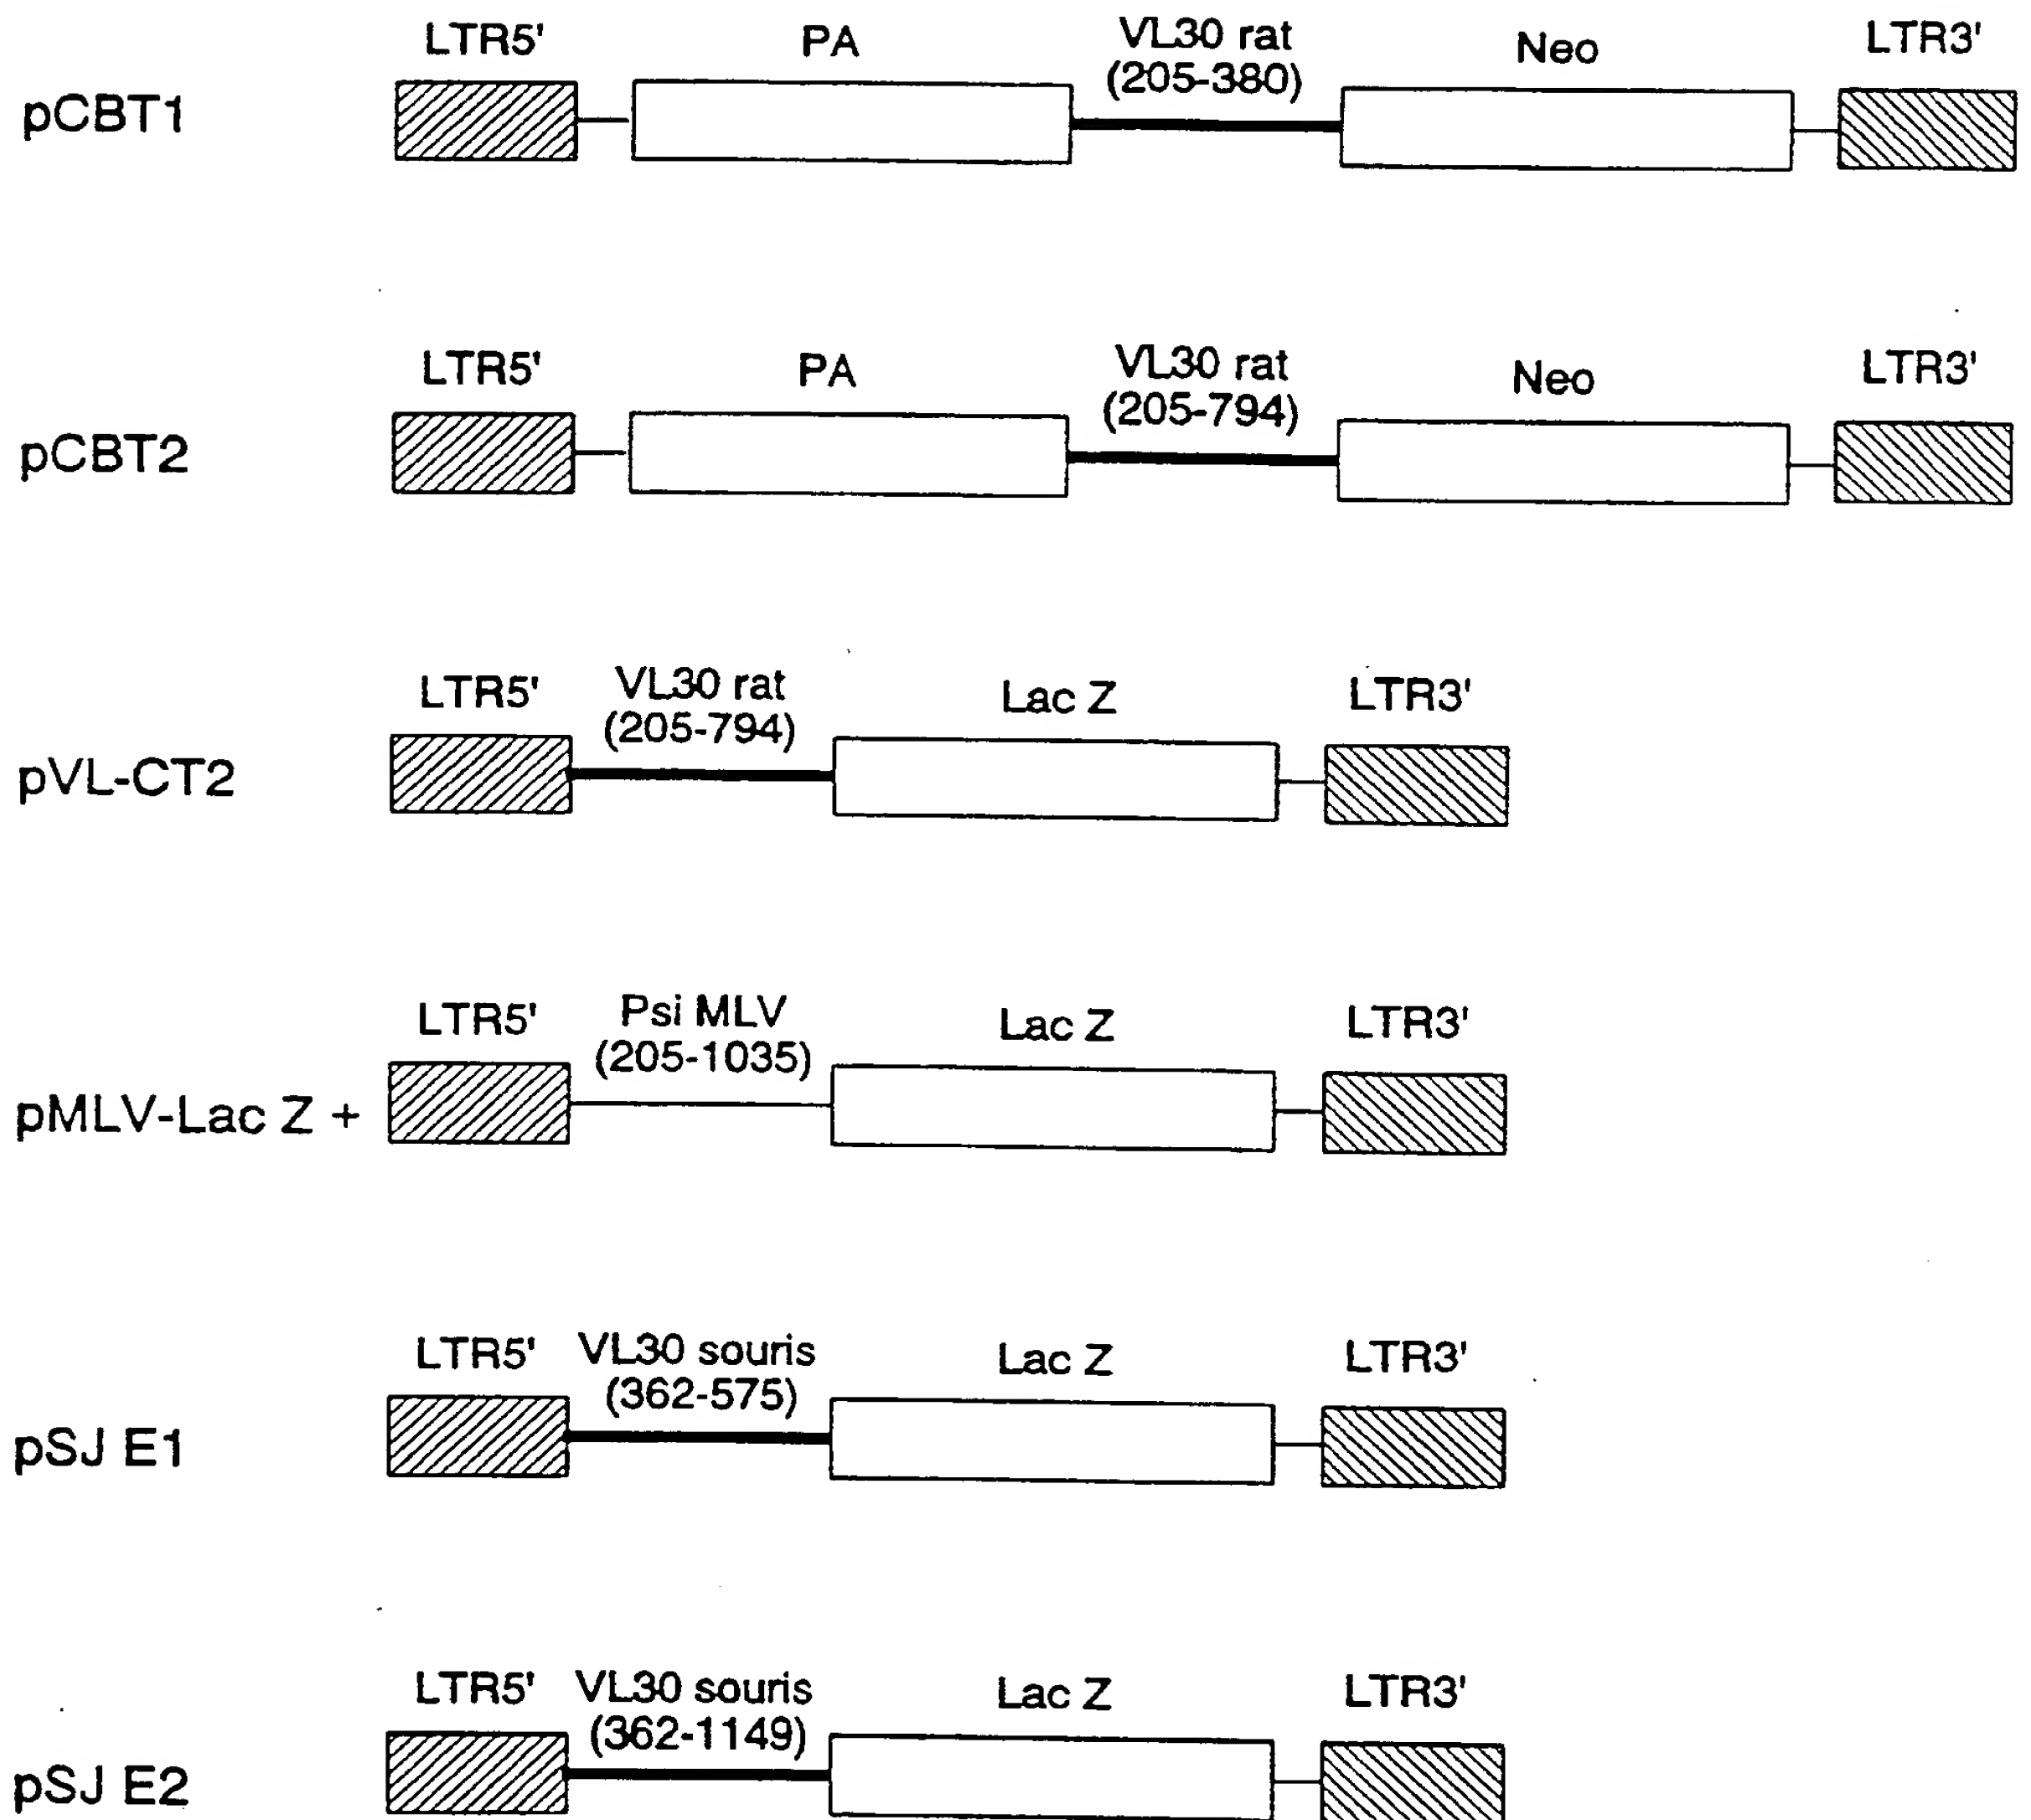 LTR5' PA VL30 rat Neo LTR3'
(205-380)
pCBT1
LTR5' PA VL30 rat Neo LTR3'
(205-794)
pCBT2
LTR5' VL30 rat Lac Z LTR3'
(205-794)
pVL-CT2
LTR5' Psi MLV Lac Z LTR3'
(205-1035)
pMLV-Lac Z +
LTR5' VL30 souris Lac Z LTR3'
(362-575)
pSJ E1
LTR5' VL30 souris Lac Z LTR3'
(362-1149)
pSJ E2